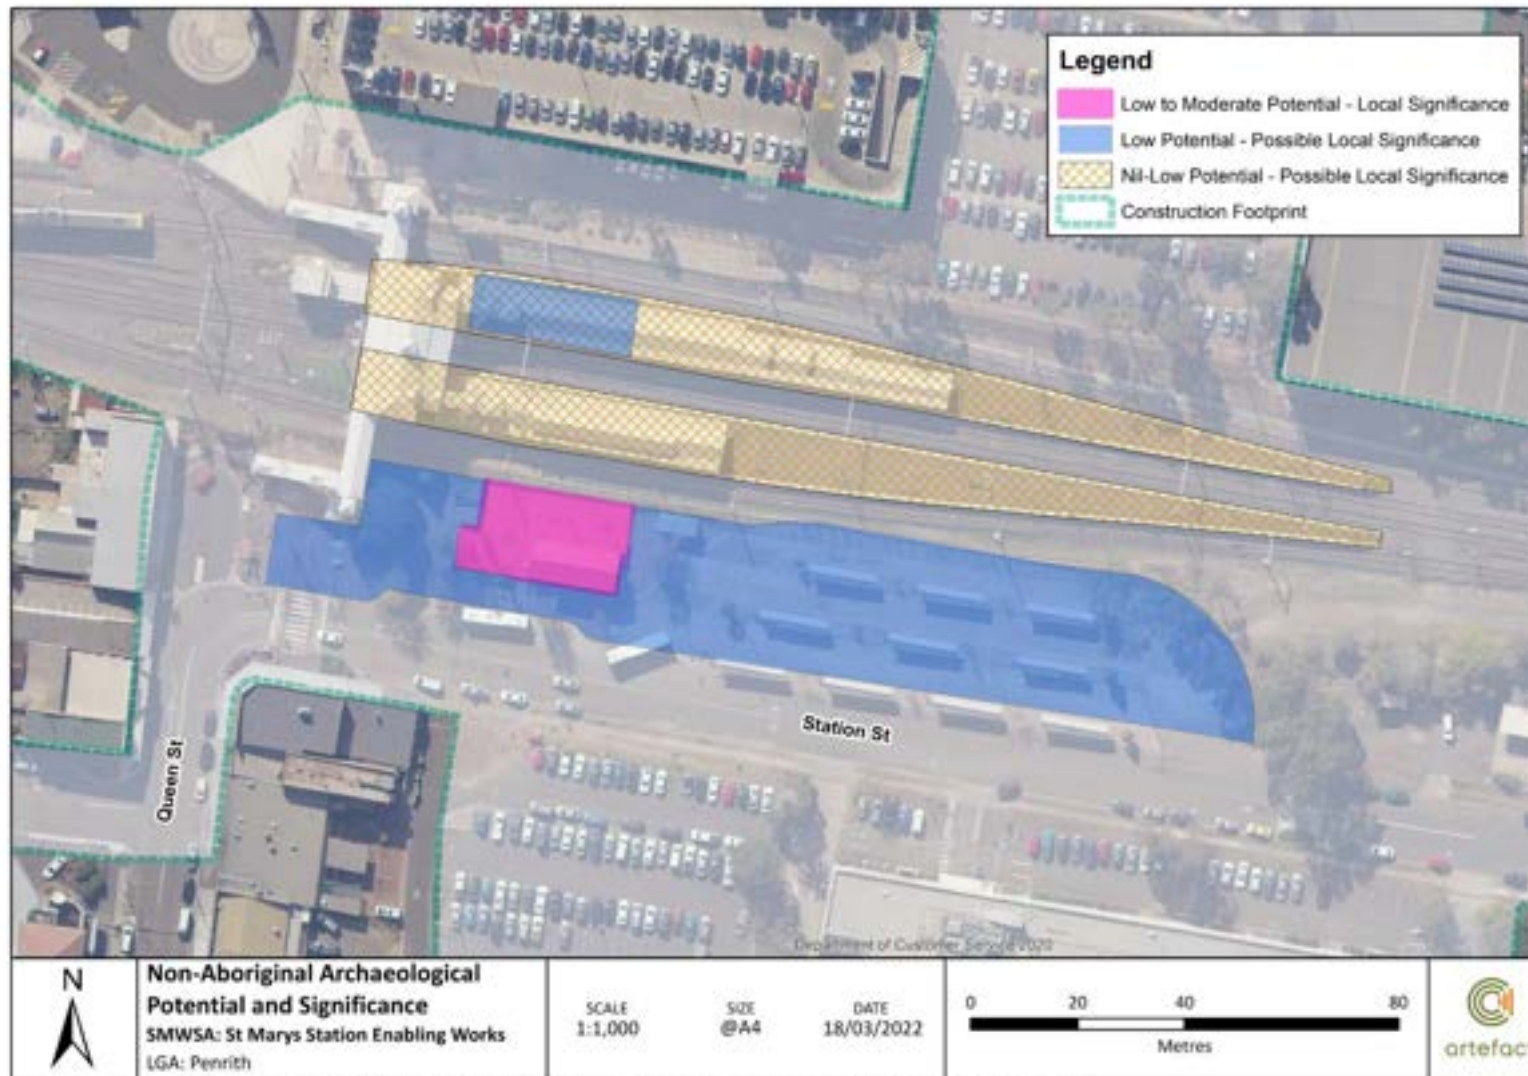 Legend
Low to Moderate Potential - Local Significance
Low Potential - Possible Local Significance
Nil-Low Potential - Possible Local Significance
Construction Footprint
Station St
Queen St
Department of Customer Service 2020
N
Non-Aboriginal Archaeological
Potential and Significance
SMWSA: St Marys Station Enabling Works
LGA: Penrith
SCALE
1:1,000
SIZE
@A4
DATE
18/03/2022
0 20 40 80
Metres
artefact